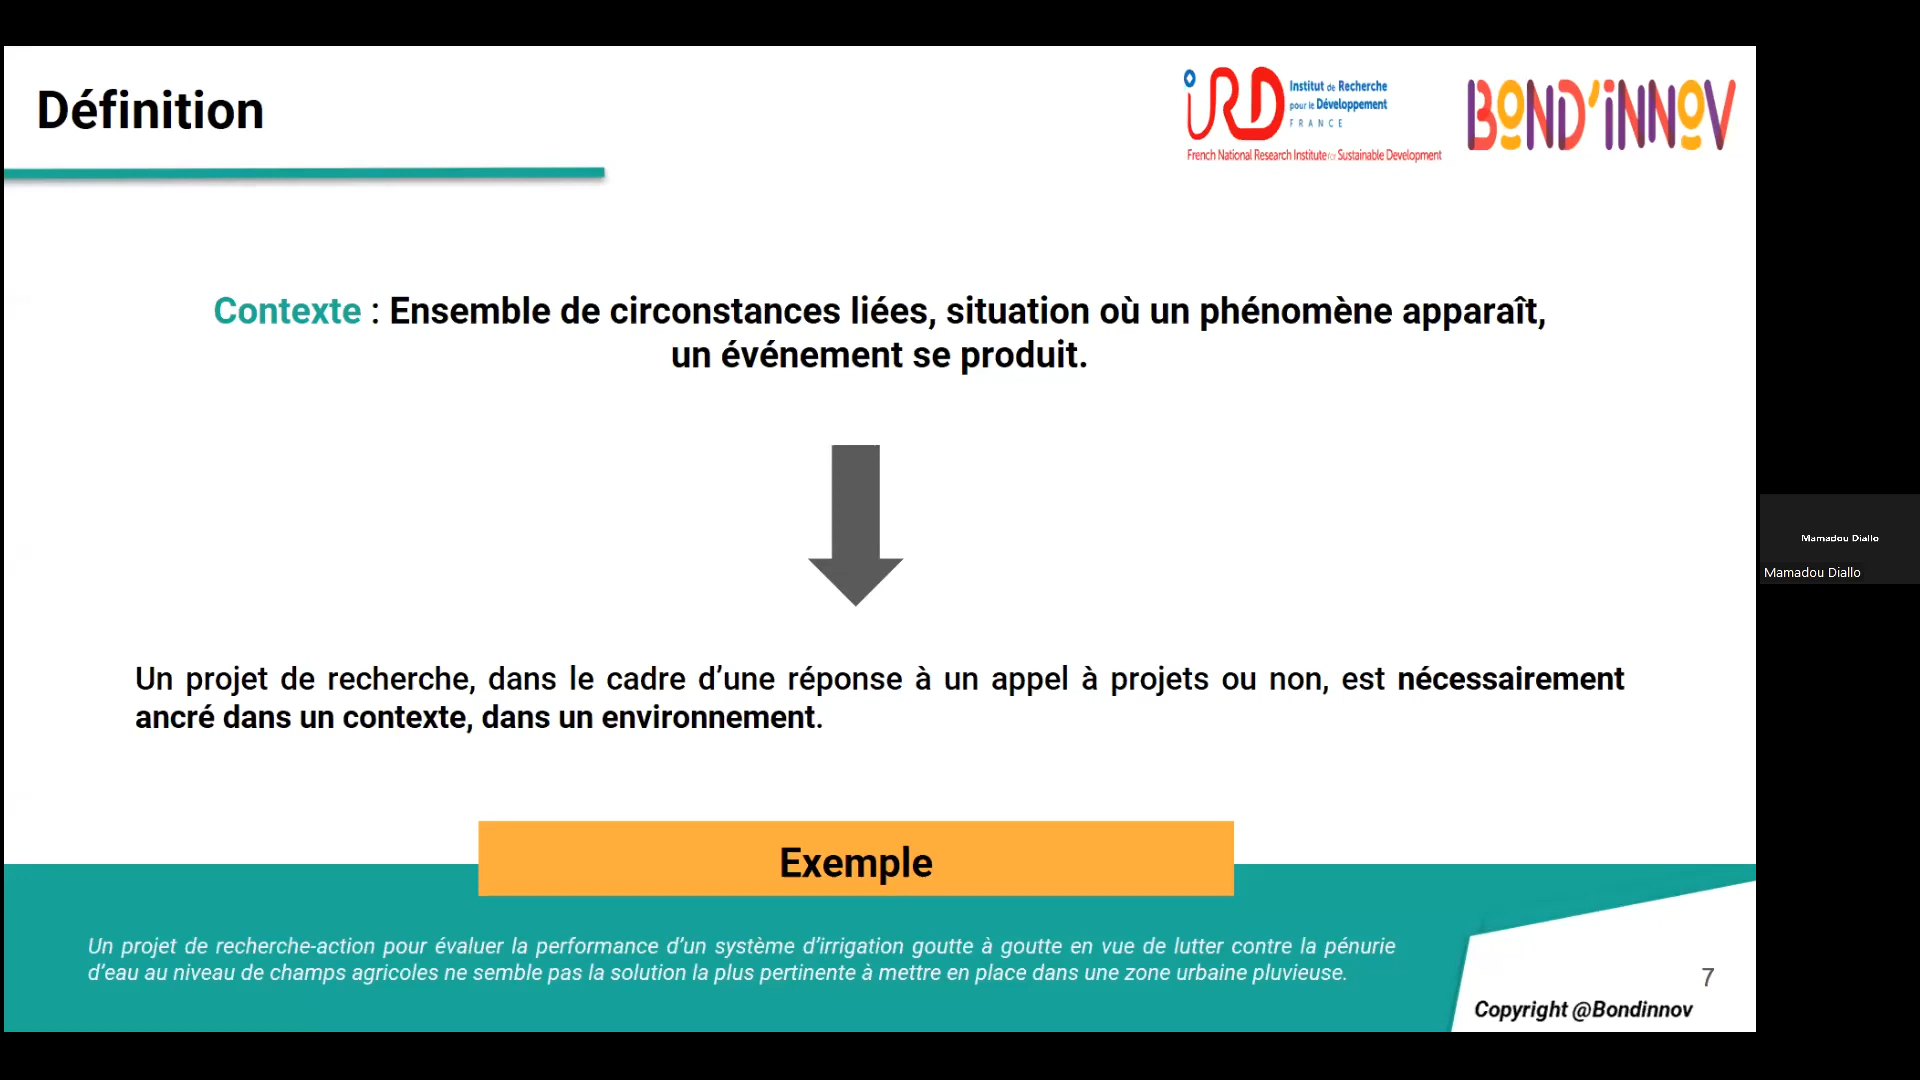 Définition
iRD
Institut de Recherche
pour le Développement
FRANCE
French National Research Institute for Sustainable Development
BOND'iNNOV
Contexte : Ensemble de circonstances liées, situation où un phénomène apparaît,
un événement se produit.
Un projet de recherche, dans le cadre d’une réponse à un appel à projets ou non, est nécessairement
ancré dans un contexte, dans un environnement.
Exemple
Un projet de recherche-action pour évaluer la performance d’un système d’irrigation goutte à goutte en vue de lutter contre la pénurie
d’eau au niveau de champs agricoles ne semble pas la solution la plus pertinente à mettre en place dans une zone urbaine pluvieuse.
7
Copyright @Bondinnov
Mamadou Diallo
Mamadou Diallo